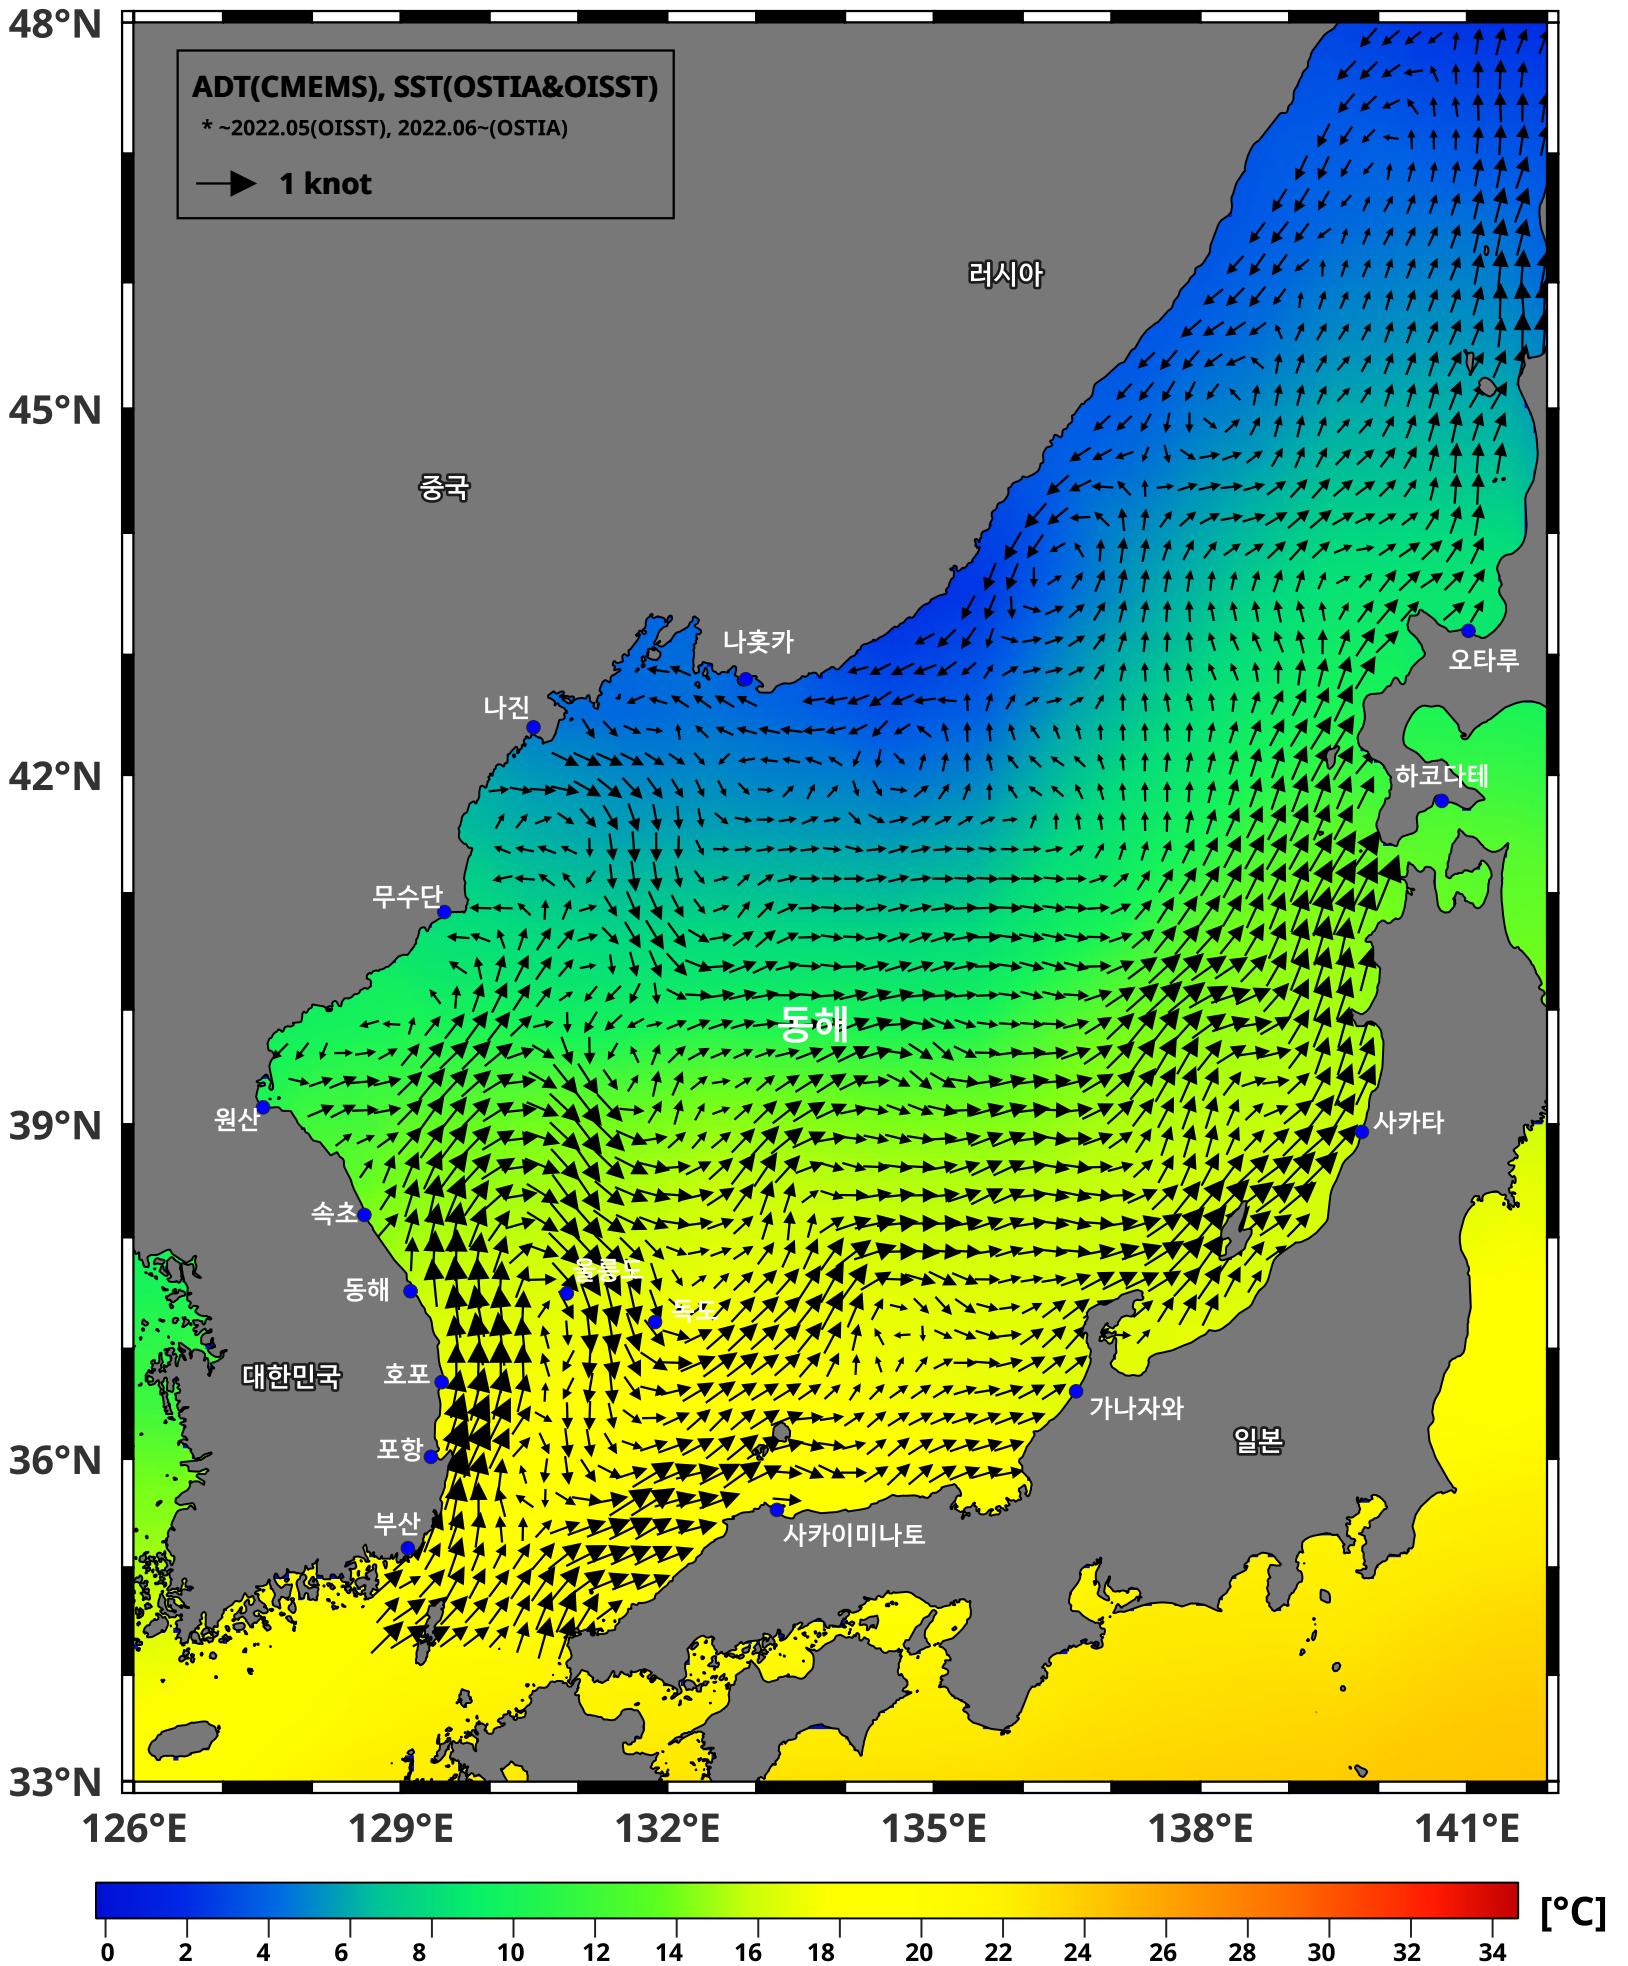 48°N
ADT(CMEMS), SST(OSTIA&OISST)
* ~2022.05(OISST), 2022.06~(OSTIA)
1 knot
러시아
45°N
중국
나홋카
오타루
나진
42°N
하코다테
무수단
동해
39°N
원산
사카타
속초
울릉도
동해
독도
대한민국
호포
가나자와
일본
36°N
포항
부산
사카이미나토
33°N
126°E 129°E 132°E 135°E 138°E 141°E
[°C]
0 2 4 6 8 10 12 14 16 18 20 22 24 26 28 30 32 34